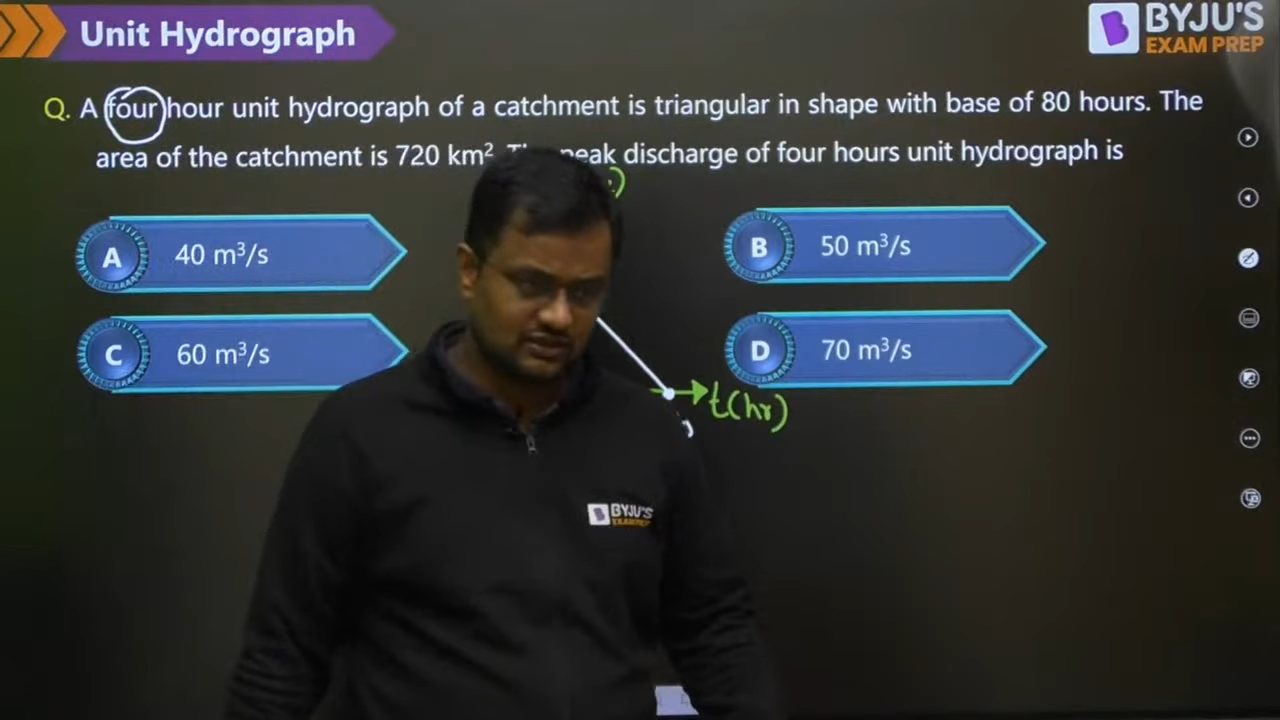 Unit Hydrograph
BYJU'S
EXAM PREP
Q. A four hour unit hydrograph of a catchment is triangular in shape with base of 80 hours. The
area of the catchment is 720 km² peak discharge of four hours unit hydrograph is
A 40 m³/s
B 50 m³/s
C 60 m³/s
D 70 m³/s
t(hr)
BYJU'S
EXAM PREP